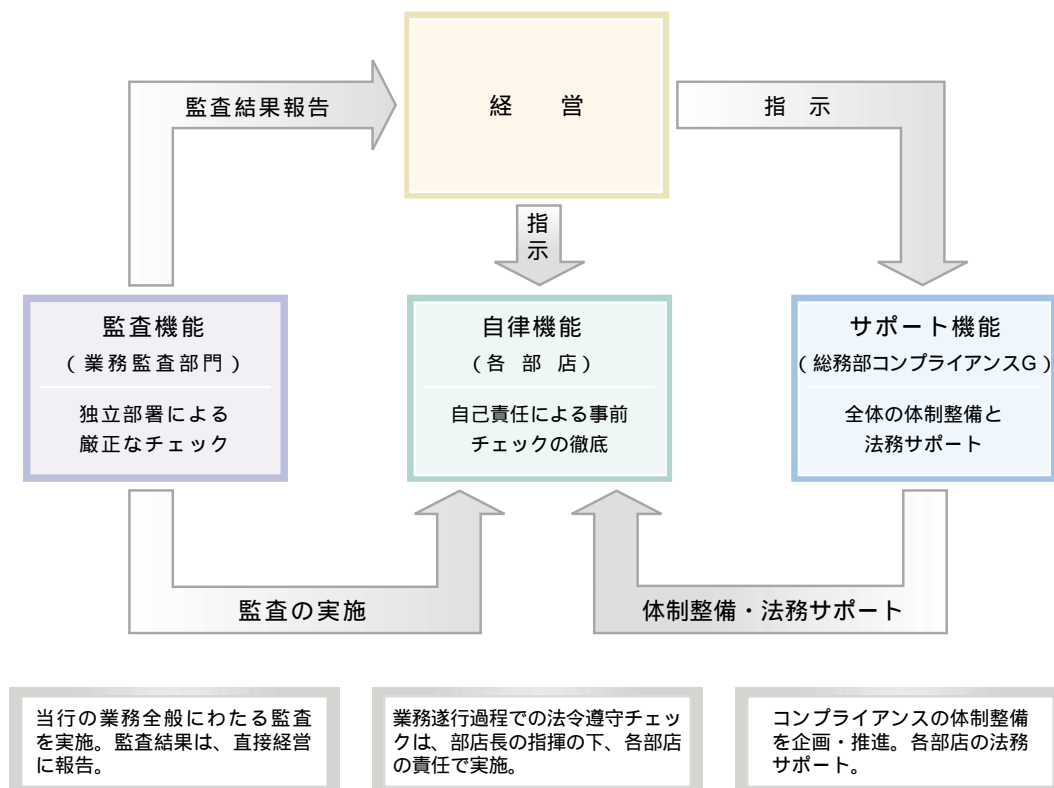 監査結果報告
経 営
指 示
指
示
監査機能
（業務監査部門）
独立部署による
厳正なチェック
自律機能
（各 部 店）
自己責任による事前
チェックの徹底
サポート機能
（総務部コンプライアンスG）
全体の体制整備と
法務サポート
監査の実施
体制整備・法務サポート
当行の業務全般にわたる監査
を実施。監査結果は、直接経営
に報告。
業務遂行過程での法令遵守チェッ
クは、部店長の指揮の下、各部店
の責任で実施。
コンプライアンスの体制整備
を企画・推進。各部店の法務
サポート。